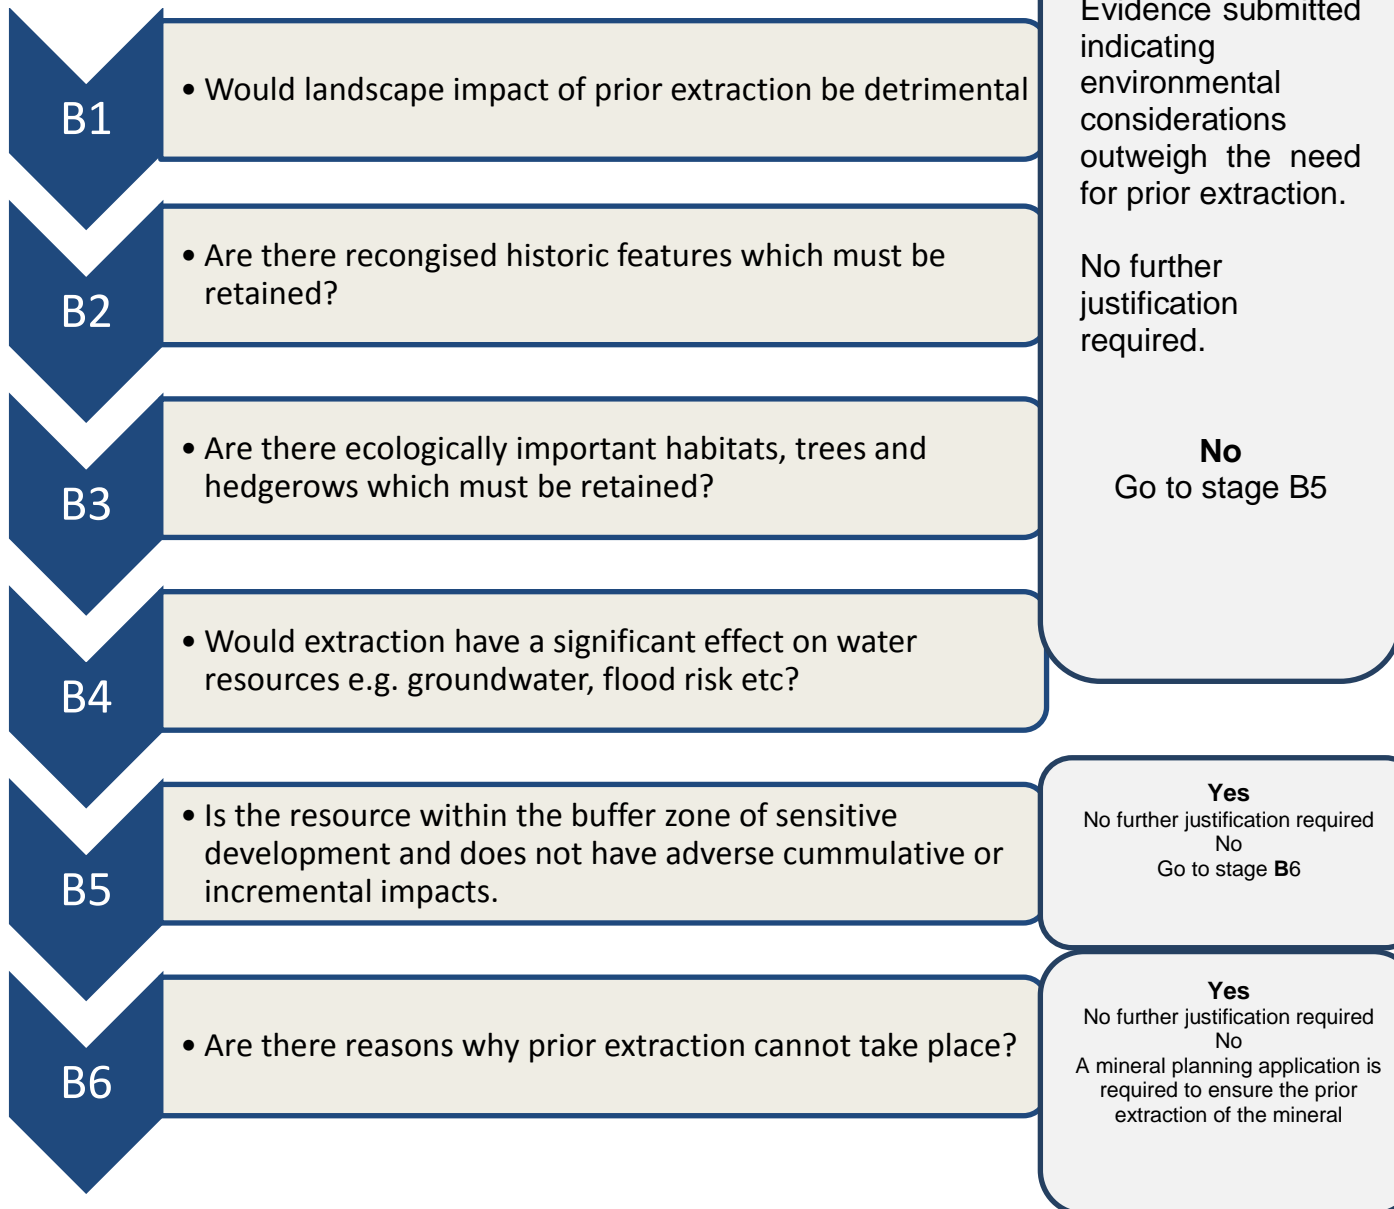 B1
• Would landscape impact of prior extraction be detrimental
Evidence submitted
indicating
environmental
considerations
outweigh the need
for prior extraction.
No further
justification
required.
No
Go to stage B5
B2
• Are there recongised historic features which must be
retained?
B3
• Are there ecologically important habitats, trees and
hedgerows which must be retained?
B4
• Would extraction have a significant effect on water
resources e.g. groundwater, flood risk etc?
B5
• Is the resource within the buffer zone of sensitive
development and does not have adverse cummulative or
incremental impacts.
Yes
No further justification required
No
Go to stage B6
B6
• Are there reasons why prior extraction cannot take place?
Yes
No further justification required
No
A mineral planning application is
required to ensure the prior
extraction of the mineral